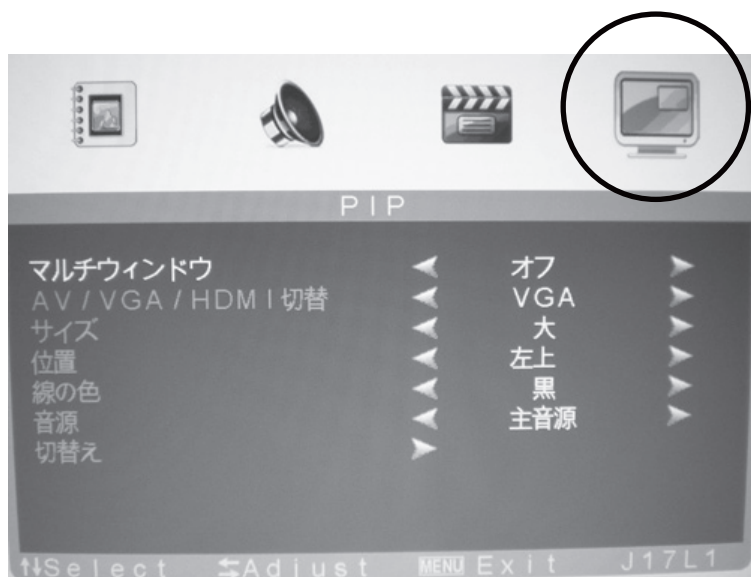 PIP
マルチウィンドウ オフ
AV/VGA/HDMI切替 VGA
サイズ 大
位置 左上
線の色 黒
音源 主音源
切替え
Select Adjust MENU Exit J17L1